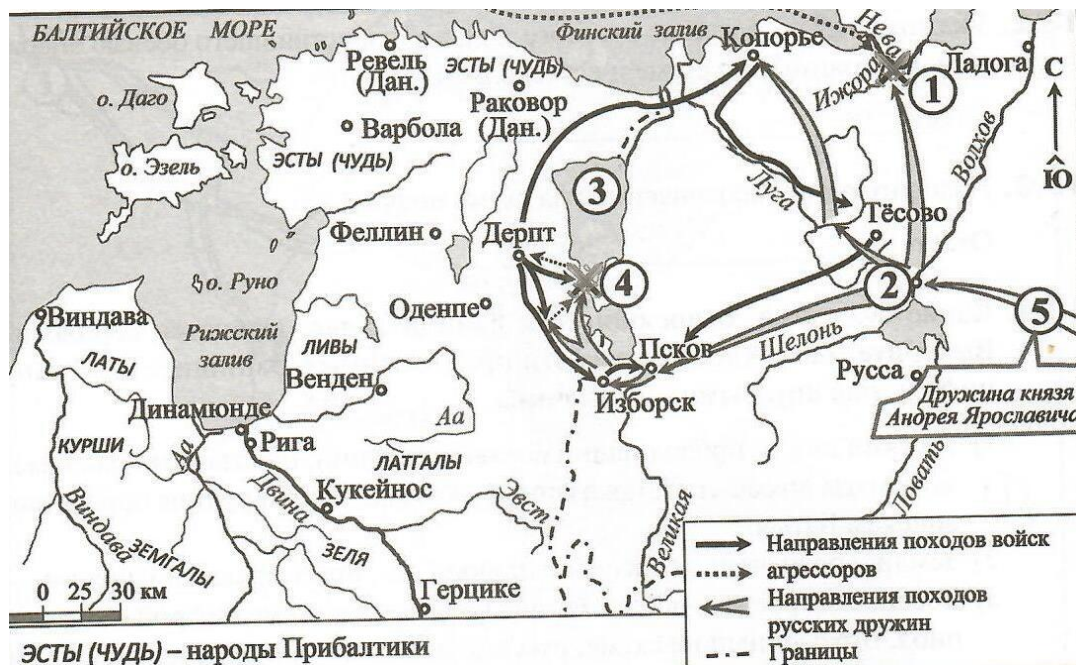 БАЛТИЙСКОЕ МОРЕ
Финский залив
Нева
Копорье
Ладога
Ревель
(Дан.)
ЭСТЫ (ЧУДЬ)
Ижора
1
С
о. Даго
Раковор
(Дан.)
Варбола
Волхов
о. Эзель
ЭСТЫ (ЧУДЬ)
3
Луга
Ю
Тёсово
Феллин
Дерпт
о. Руно
4
2
Виндава
Оденпе
5
Рижский
залив
ЛИВЫ
Псков
Шелонь
ЛАТЫ
Венден
Русса
Изборск
Дружина князя
Андрея Ярославича
Динамюнде
Аа
КУРШИ
Аа
Рига
ЛАТГАЛЫ
Двина
Кукейнос
Эвст
Ловать
Виндава
Великая
ЗЕМГАЛЫ
ЗЕЛЯ
Направления походов войск
агрессоров
0 25 30 км
Герцике
Направления походов
русских дружин
Границы
ЭСТЫ (ЧУДЬ) – народы Прибалтики